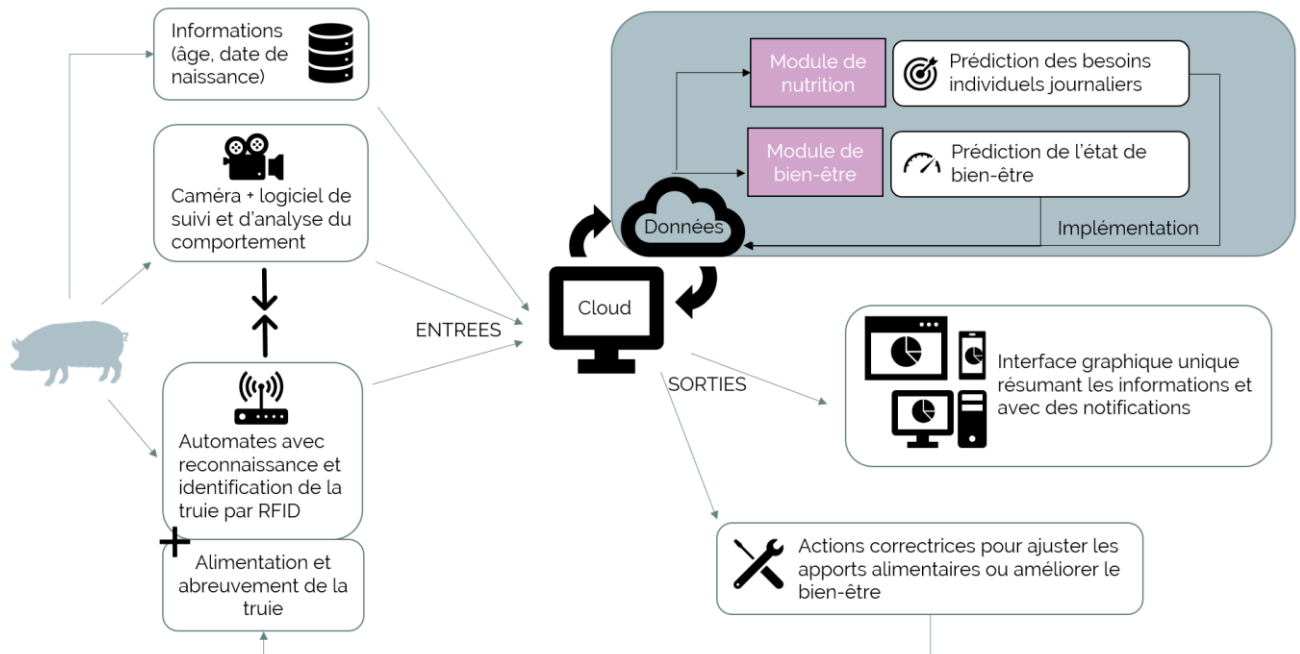 Informations
(âge, date de
naissance)
Caméra + logiciel de
suivi et d'analyse du
comportement
Automates avec
reconnaissance et
identification de la
truie par RFID
Alimentation et
abreuvement de la
truie
ENTREES
Cloud
Données
Module de
nutrition
Prédiction des besoins
individuels journaliers
Module de
bien-être
Prédiction de l'état de
bien-être
Implémentation
SORTIES
Interface graphique unique
résumant les informations et
avec des notifications
Actions correctrices pour ajuster les
apports alimentaires ou améliorer le
bien-être